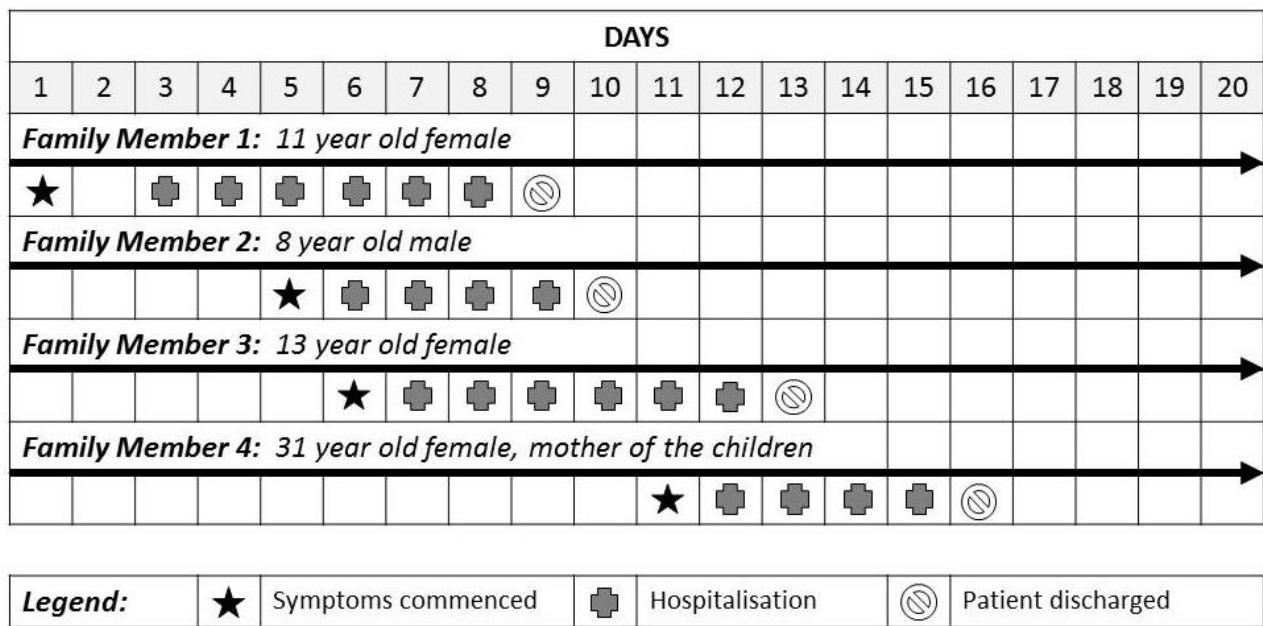 DAYS
1 2 3 4 5 6 7 8 9 10 11 12 13 14 15 16 17 18 19 20
Family Member 1: 11 year old female
Family Member 2: 8 year old male
Family Member 3: 13 year old female
Family Member 4: 31 year old female, mother of the children
Legend: Symptoms commenced Hospitalisation Patient discharged